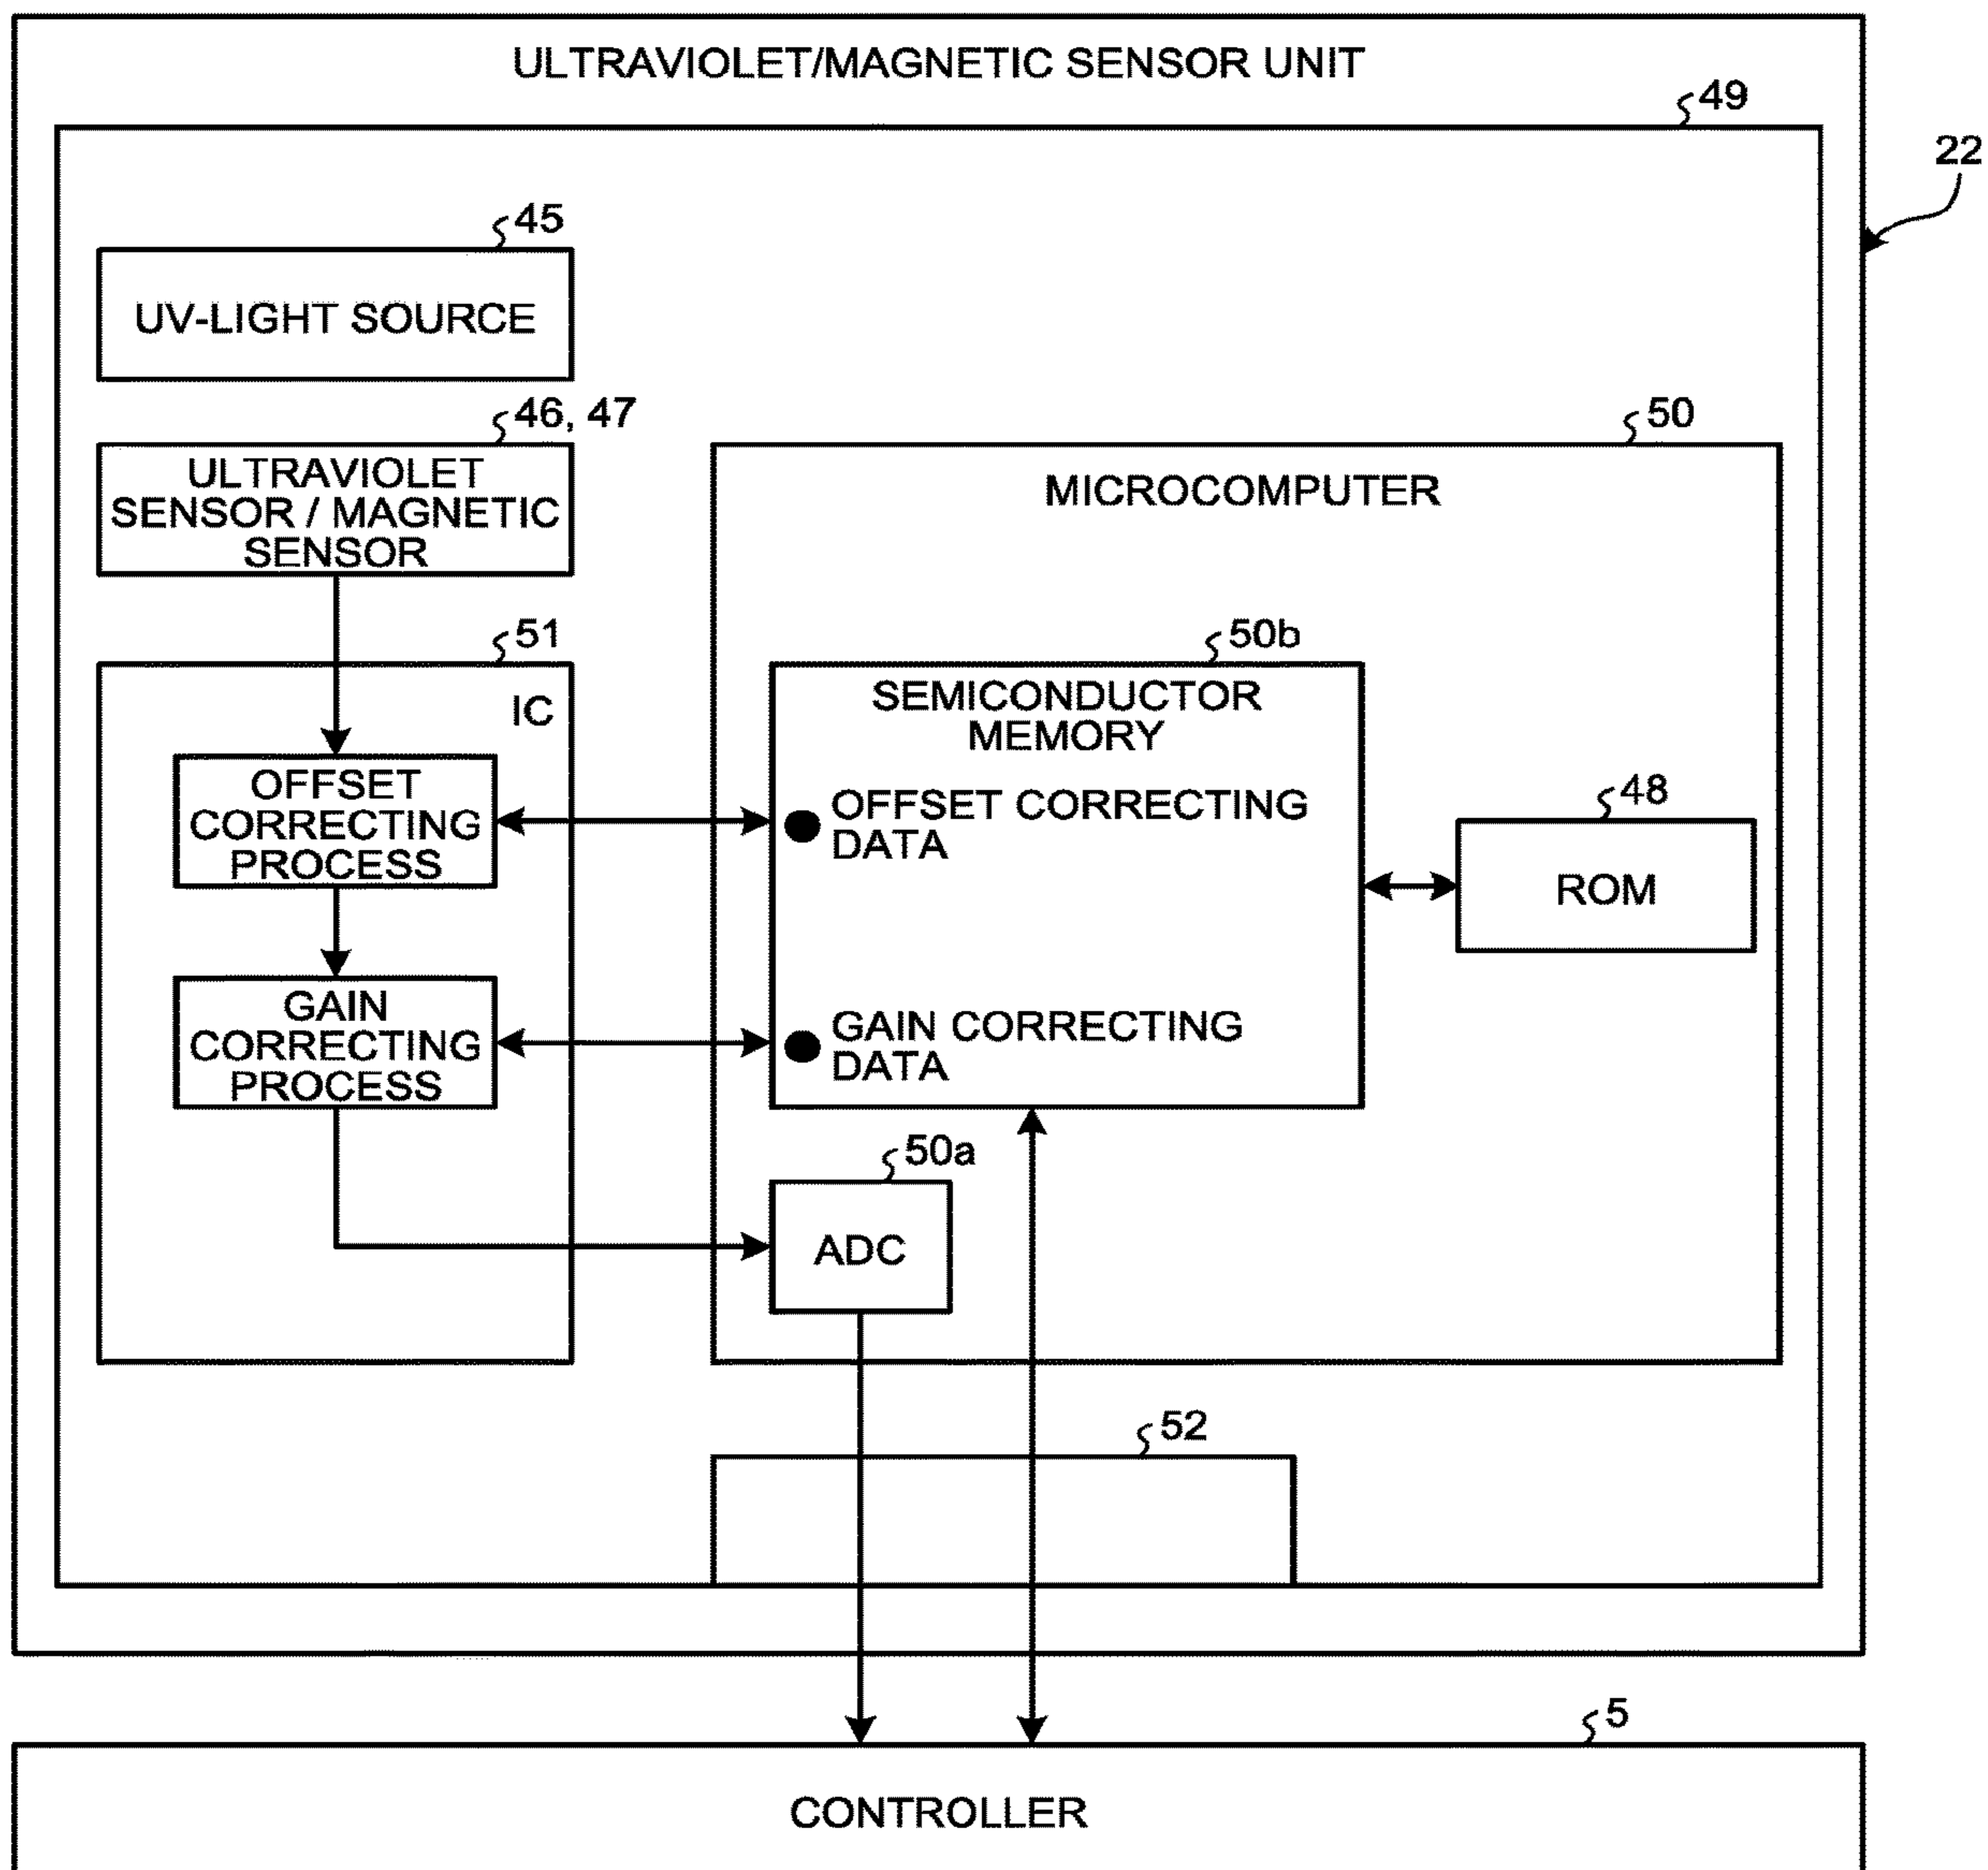 ULTRAVIOLET/MAGNETIC SENSOR UNIT
49
22
45
UV-LIGHT SOURCE
46, 47
ULTRAVIOLET
SENSOR / MAGNETIC
SENSOR
50
MICROCOMPUTER
51
IC
50b
SEMICONDUCTOR
MEMORY
OFFSET
CORRECTING
PROCESS
● OFFSET CORRECTING
DATA
48
ROM
GAIN
CORRECTING
PROCESS
● GAIN CORRECTING
DATA
50a
ADC
52
5
CONTROLLER